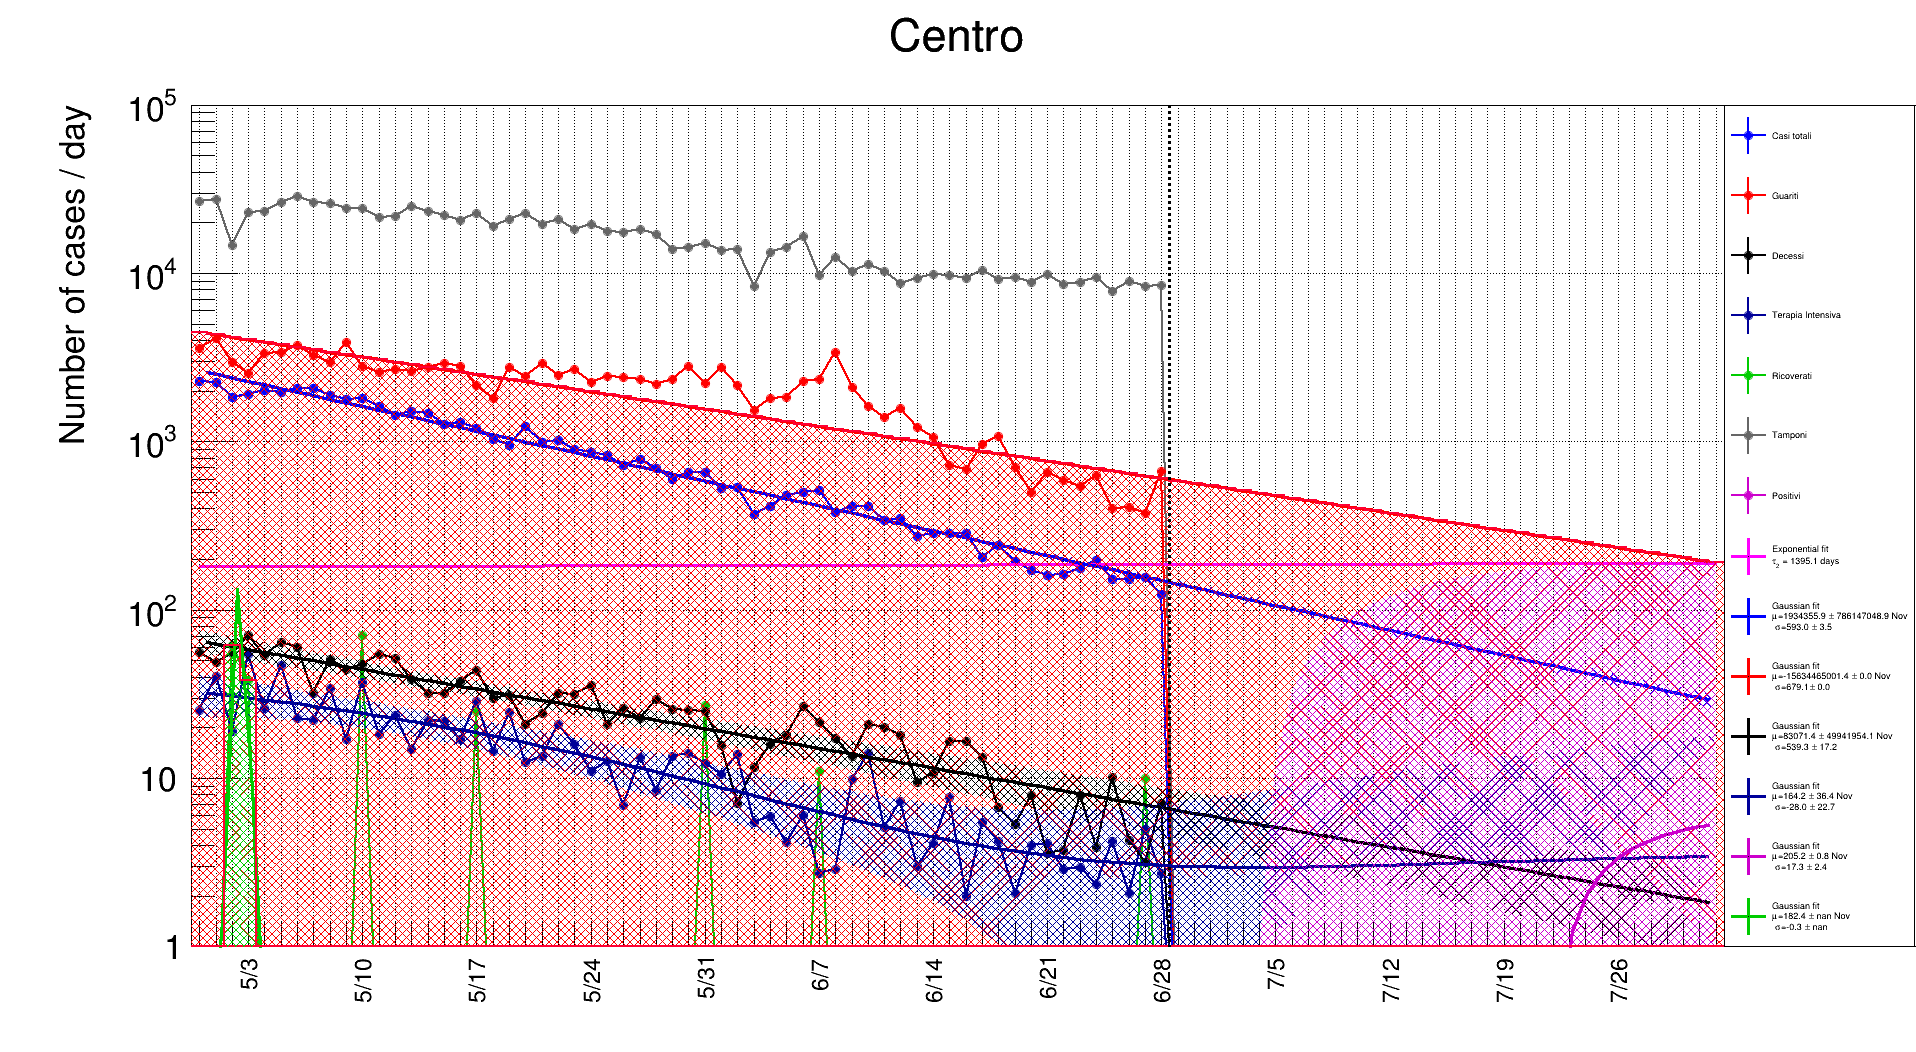 Centro
Number of cases / day
10^5
10^4
10^3
10^2
10
1
5/3
5/10
5/17
5/24
5/31
6/7
6/14
6/21
6/28
7/5
7/12
7/19
7/26
Casi totali
Guariti
Decessi
Terapia Intensiva
Ricoverati
Tamponi
Positivi
Exponential fit
τ₂ = 1395.1 days
Gaussian fit
μ=1934355.9 ± 786147048.9 Nov
σ=593.0 ± 3.5
Gaussian fit
μ=-15634465001.4 ± 0.0 Nov
σ=679.1 ± 0.0
Gaussian fit
μ=83071.4 ± 49941954.1 Nov
σ=539.3 ± 17.2
Gaussian fit
μ=164.2 ± 36.4 Nov
σ=-28.0 ± 22.7
Gaussian fit
μ=205.2 ± 0.8 Nov
σ=17.3 ± 2.4
Gaussian fit
μ=182.4 ± nan Nov
σ=-0.3 ± nan